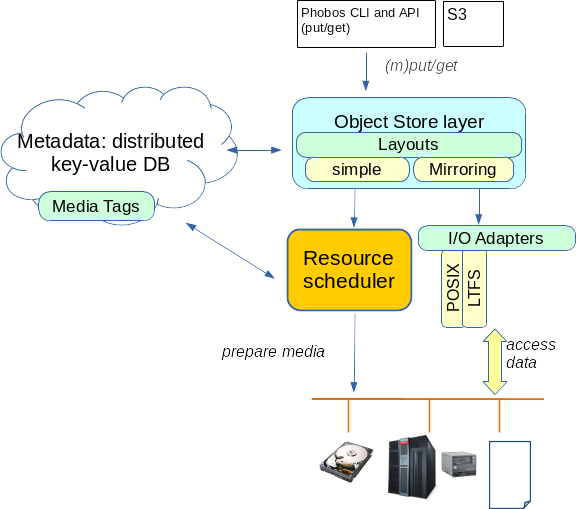 Phobos CLI and API
(put/get)
S3
(m)put/get
Object Store layer
Layouts
simple
Mirroring
Metadata: distributed
key-value DB
Media Tags
I/O Adapters
POSIX
LTFS
Resource
scheduler
prepare media
access
data